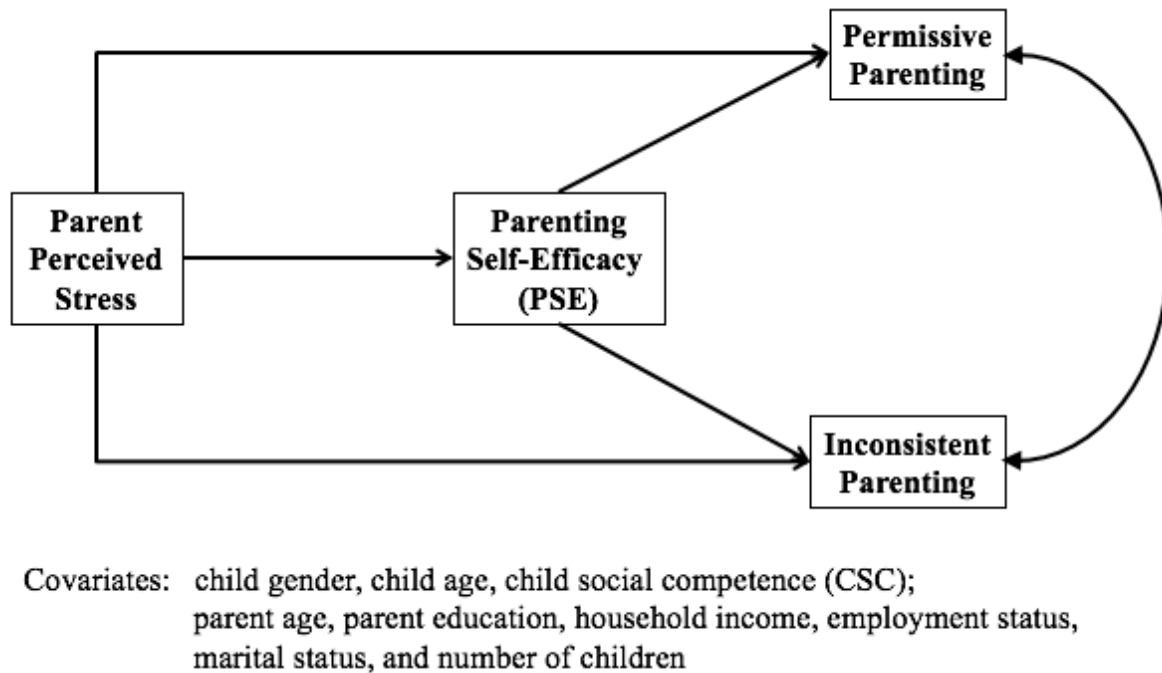 Permissive
Parenting
Parent
Perceived
Stress
Parenting
Self-Efficacy
(PSE)
Inconsistent
Parenting
Covariates: child gender, child age, child social competence (CSC);
parent age, parent education, household income, employment status,
marital status, and number of children